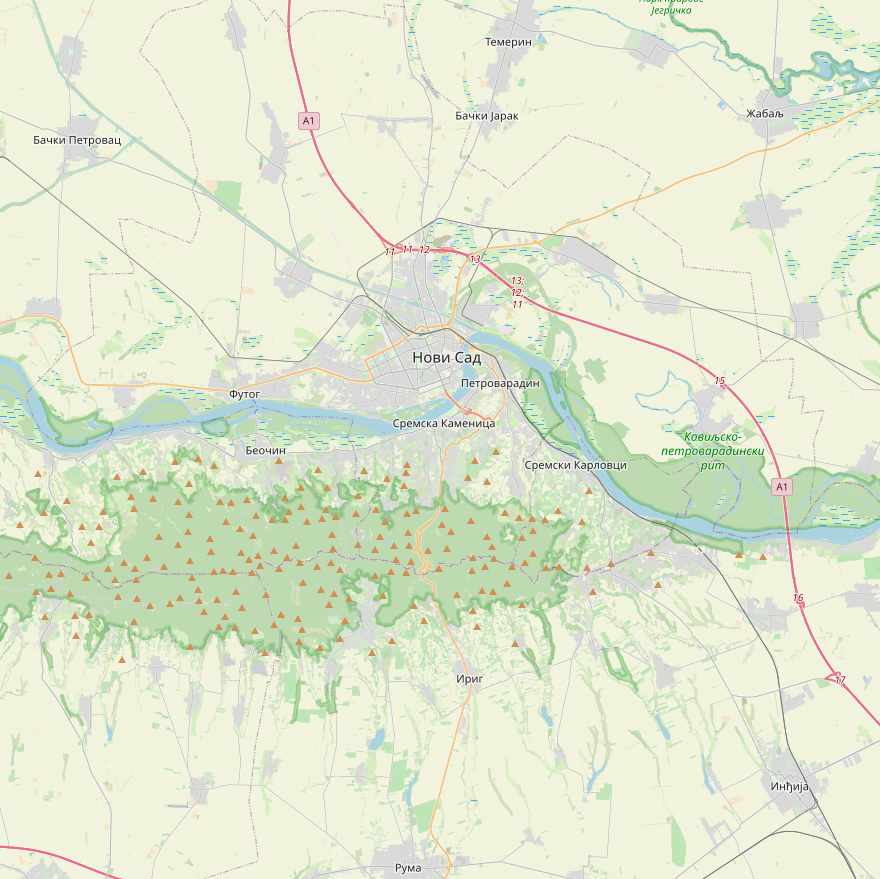 Јегричка
Темерин
Бачки Јарак
Жабаљ
A1
Бачки Петровац
11
11
12
13
13;
12;
11
15
Нови Сад
Петроварадин
Футог
Сремска Каменица
Беочин
Сремски Карловци
Ковиљско-
петроварадински
рит
A1
16
17
Ириг
Инђија
Рума